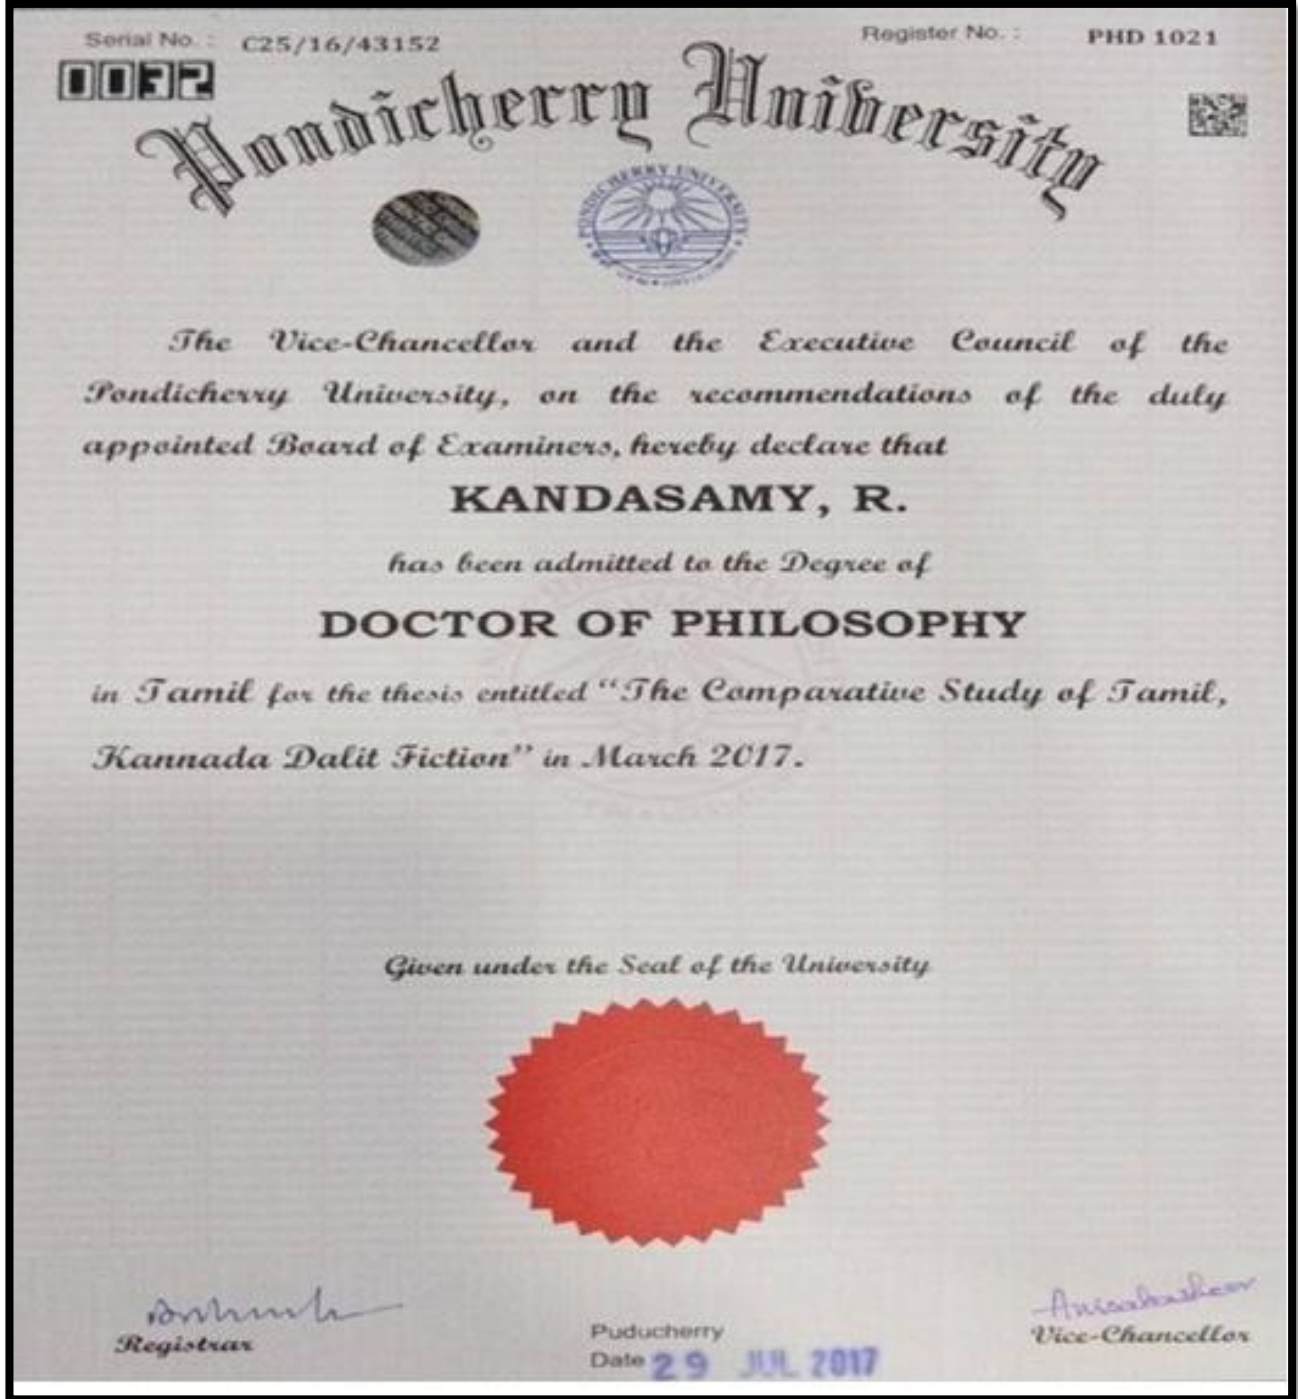 Serial No. : C25/16/43152
Register No. : PHD 1021
0032
Pondicherry University
PONDICHERRY UNIVERSITY
The Vice-Chancellor and the Executive Council of the
Pondicherry University, on the recommendations of the duly
appointed Board of Examiners, hereby declare that
KANDASAMY, R.
has been admitted to the Degree of
DOCTOR OF PHILOSOPHY
in Tamil for the thesis entitled “The Comparative Study of Tamil,
Kannada Dalit Fiction” in March 2017.
Given under the Seal of the University
Registrar
Vice-Chancellor
Puducherry
Date 29 JUL 2017